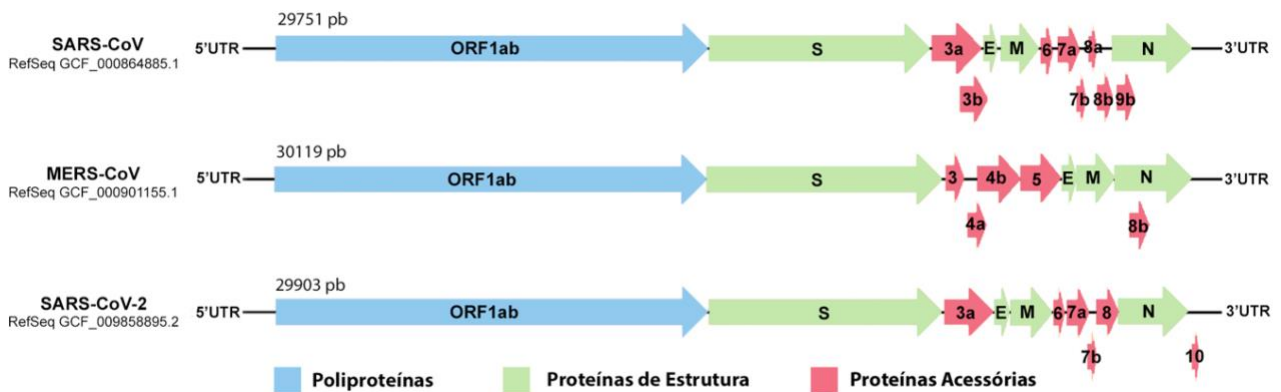 29751 pb
SARS-CoV
RefSeq GCF_000864885.1
5'UTR ORF1ab S 3a E M 6 7a 8a N 3'UTR
3b 7b 8b 9b
30119 pb
MERS-CoV
RefSeq GCF_000901155.1
5'UTR ORF1ab S 3 4b 5 E M N 3'UTR
4a 8b
29903 pb
SARS-CoV-2
RefSeq GCF_009858895.2
5'UTR ORF1ab S 3a E M 6 7a 8 N 3'UTR
7b 10
Poliproteínas Proteínas de Estrutura Proteínas Acessórias